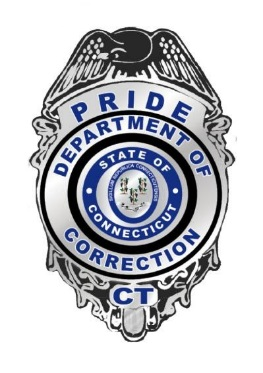 PRIDE
DEPARTMENT OF
STATE OF
CONNECTICUT
CORRECTION
CT